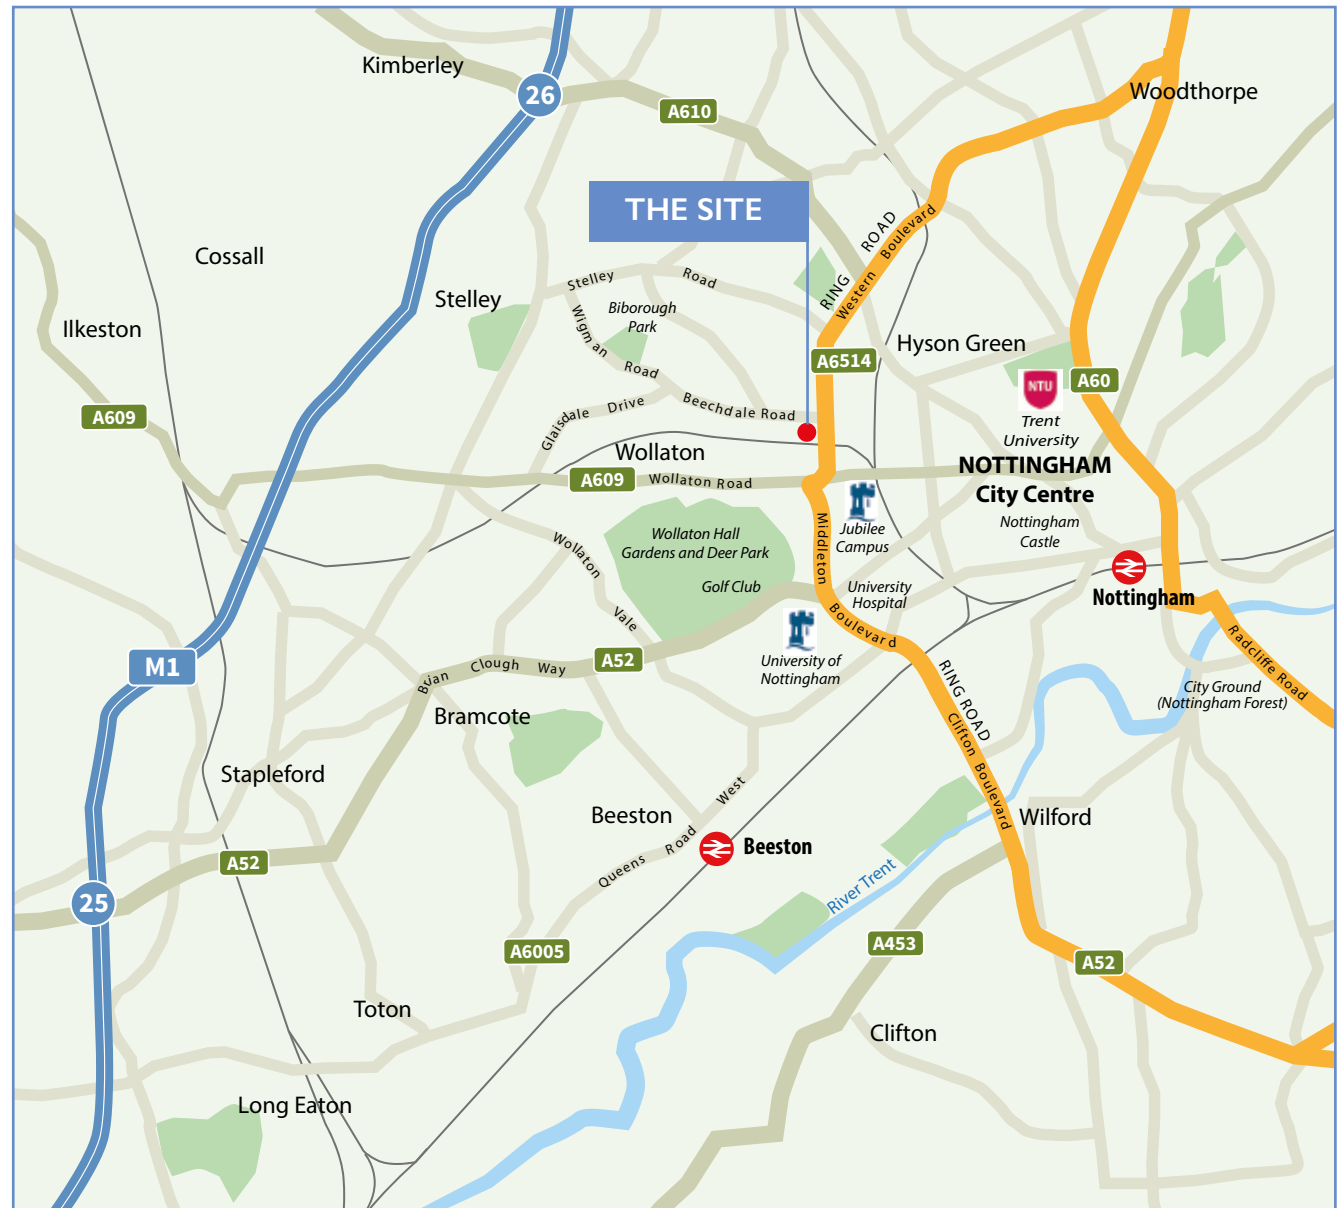 Kimberley
26
A610
Woodthorpe
THE SITE
Cossall
RING ROAD
Western Boulevard
Stelley
Stelley Road
Biborough
Park
Wigman Road
Ilkeston
Hyson Green
A6514
A60
NTU
Trent
University
A609
Glaisdale Drive
Beechdale Road
Wollaton
A609
Wollaton Road
NOTTINGHAM
City Centre
Nottingham
Castle
Jubilee
Campus
Wollaton Hall
Gardens and Deer Park
Golf Club
Middleton Boulevard
Wollaton Vale
University
Hospital
Nottingham
University of
Nottingham
M1
A52
Brian Clough Way
Radcliffe Road
City Ground
(Nottingham Forest)
RING ROAD
Clifton Boulevard
Bramcote
Stapleford
Beeston
Queens Road West
Beeston
Wilford
A52
25
River Trent
A6005
A453
A52
Toton
Clifton
Long Eaton